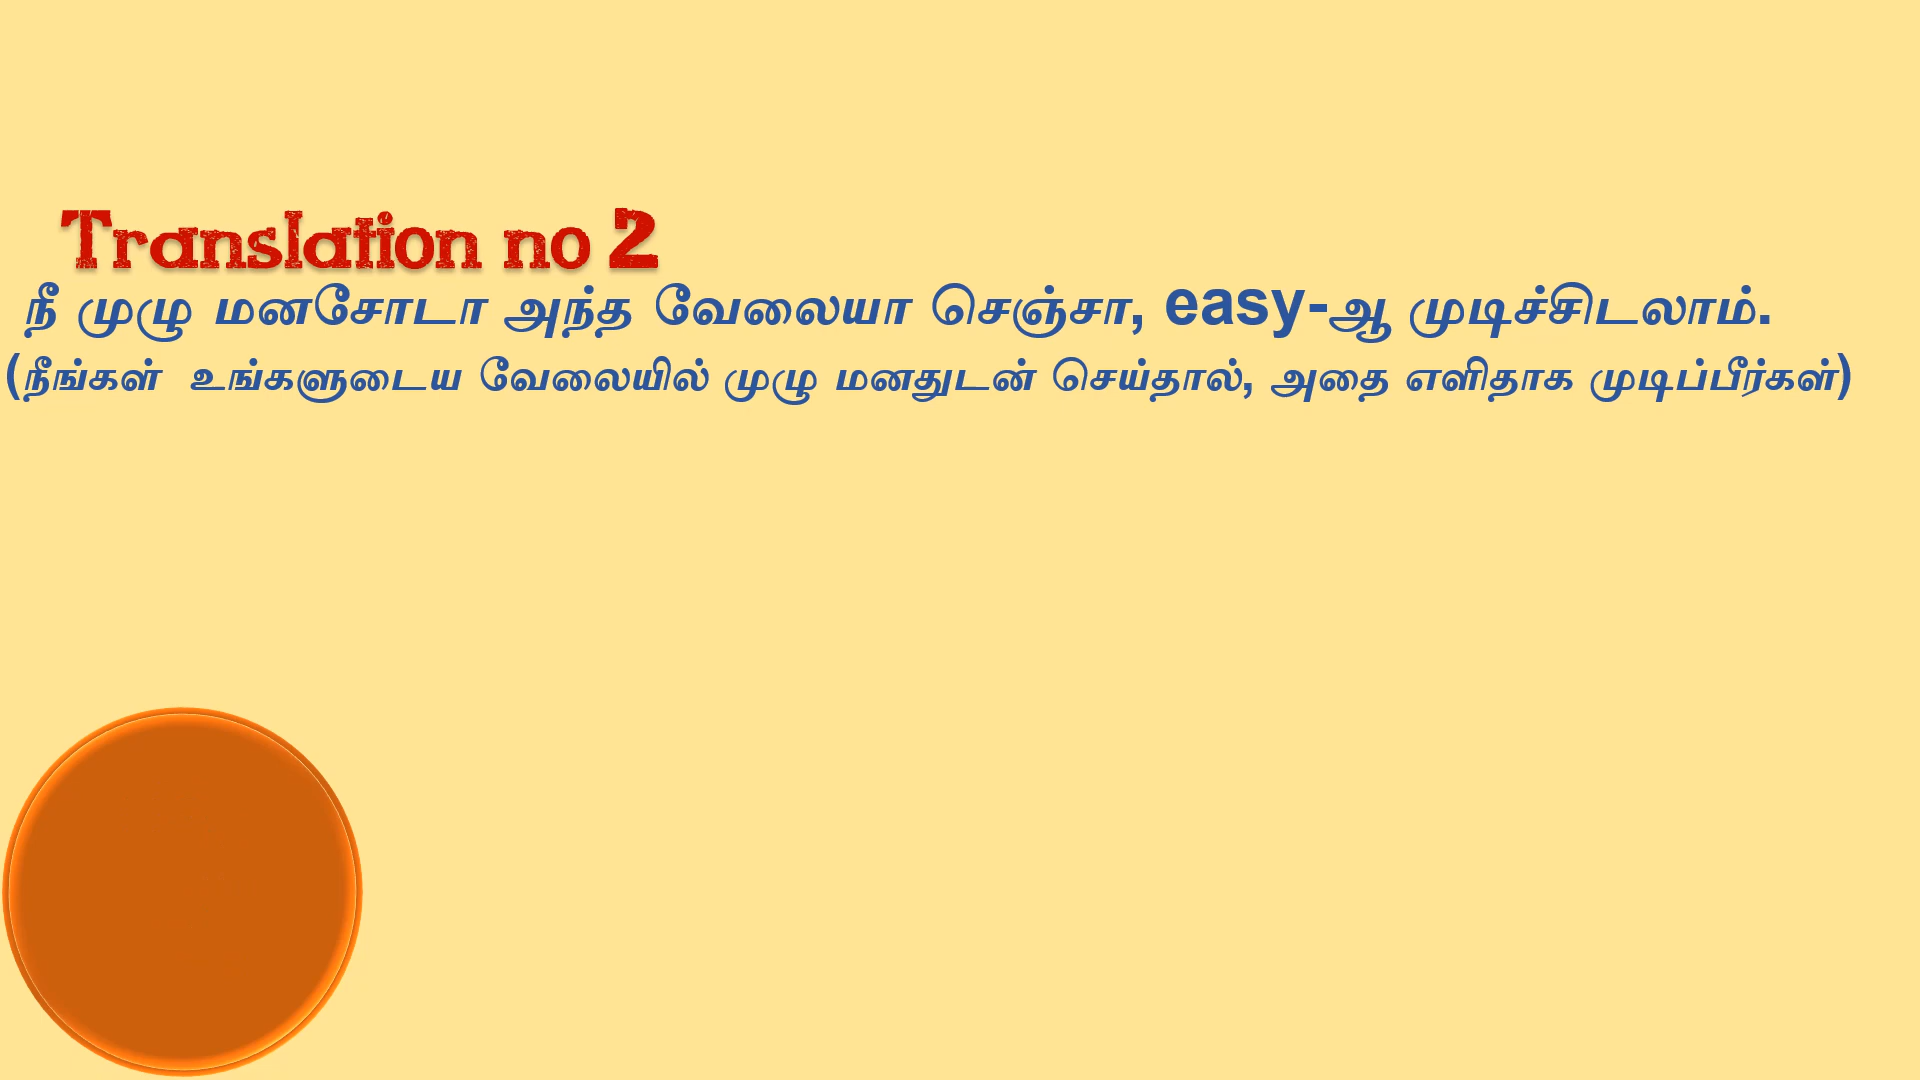 Translation no 2
நீ முழு மனசோடா அந்த வேலையா செஞ்சா, easy-ஆ முடிச்சிடலாம்.
(நீங்கள் உங்களுடைய வேலையில் முழு மனதுடன் செய்தால், அதை எளிதாக முடிப்பீர்கள்)